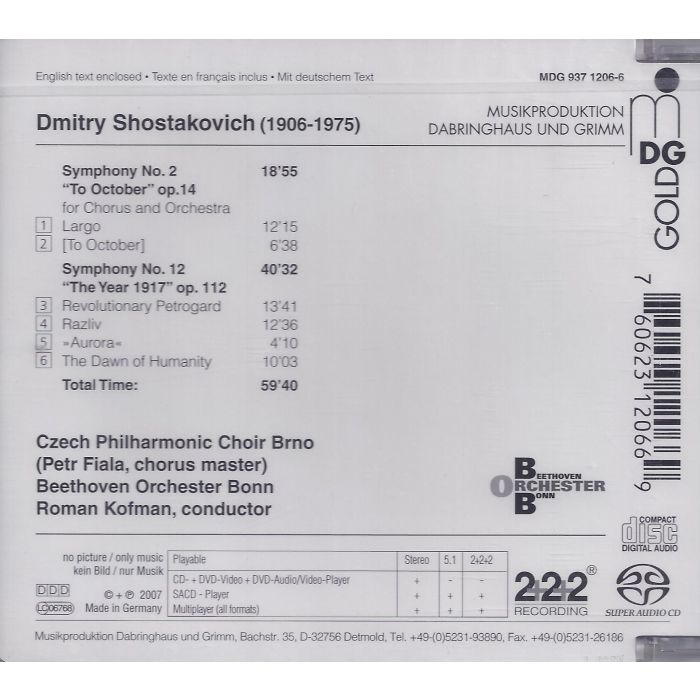 English text enclosed • Texte en français inclus • Mit deutschem Text
MDG 937 1206-6
Dmitry Shostakovich (1906-1975)
MUSIKPRODUKTION
DABRINGHAUS UND GRIMM
mDG
GOLD
Symphony No. 2 18'55
"To October" op.14
for Chorus and Orchestra
1 Largo 12'15
2 [To October] 6'38
Symphony No. 12 40'32
"The Year 1917" op. 112
3 Revolutionary Petrogard 13'41
4 Razliv 12'36
5 »Aurora« 4'10
6 The Dawn of Humanity 10'03
Total Time: 59'40
7 60623 12066 9
Czech Philharmonic Choir Brno
(Petr Fiala, chorus master)
Beethoven Orchester Bonn
Roman Kofman, conductor
BEETHOVEN
ORCHESTER
BONN
COMPACT
disc
DIGITAL AUDIO
no picture / only music
kein Bild / nur Musik
DDD
LC06768
© + ℗ 2007
Made in Germany
Playable Stereo 5.1 2+2+2
CD- + DVD-Video + DVD-Audio/Video-Player + - -
SACD - Player + + +
Multiplayer (all formats) + + +
2+2+2®
RECORDING
SUPER AUDIO CD
Musikproduktion Dabringhaus und Grimm, Bachstr. 35, D-32756 Detmold, Tel. +49-(0)5231-93890, Fax. +49-(0)5231-26186